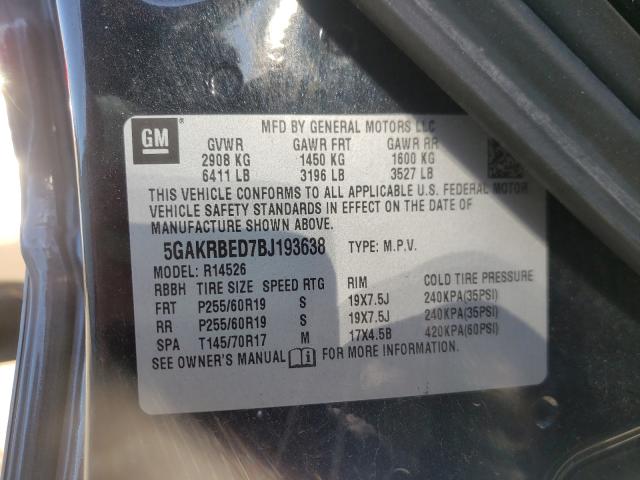 GM
MFD BY GENERAL MOTORS LLC
GVWR GAWR FRT GAWR RR
2908 KG 1450 KG 1600 KG
6411 LB 3196 LB 3527 LB
THIS VEHICLE CONFORMS TO ALL APPLICABLE U.S. FEDERAL MOTOR
VEHICLE SAFETY STANDARDS IN EFFECT ON THE DATE OF
MANUFACTURE SHOWN ABOVE.
5GAKRBED7BJ193638 TYPE: M.P.V.
MODEL: R14526
RBBH TIRE SIZE SPEED RTG RIM COLD TIRE PRESSURE
FRT P255/60R19 S 19X7.5J 240KPA(35PSI)
RR P255/60R19 S 19X7.5J 240KPA(35PSI)
SPA T145/70R17 M 17X4.5B 420KPA(60PSI)
SEE OWNER'S MANUAL FOR MORE INFORMATION.